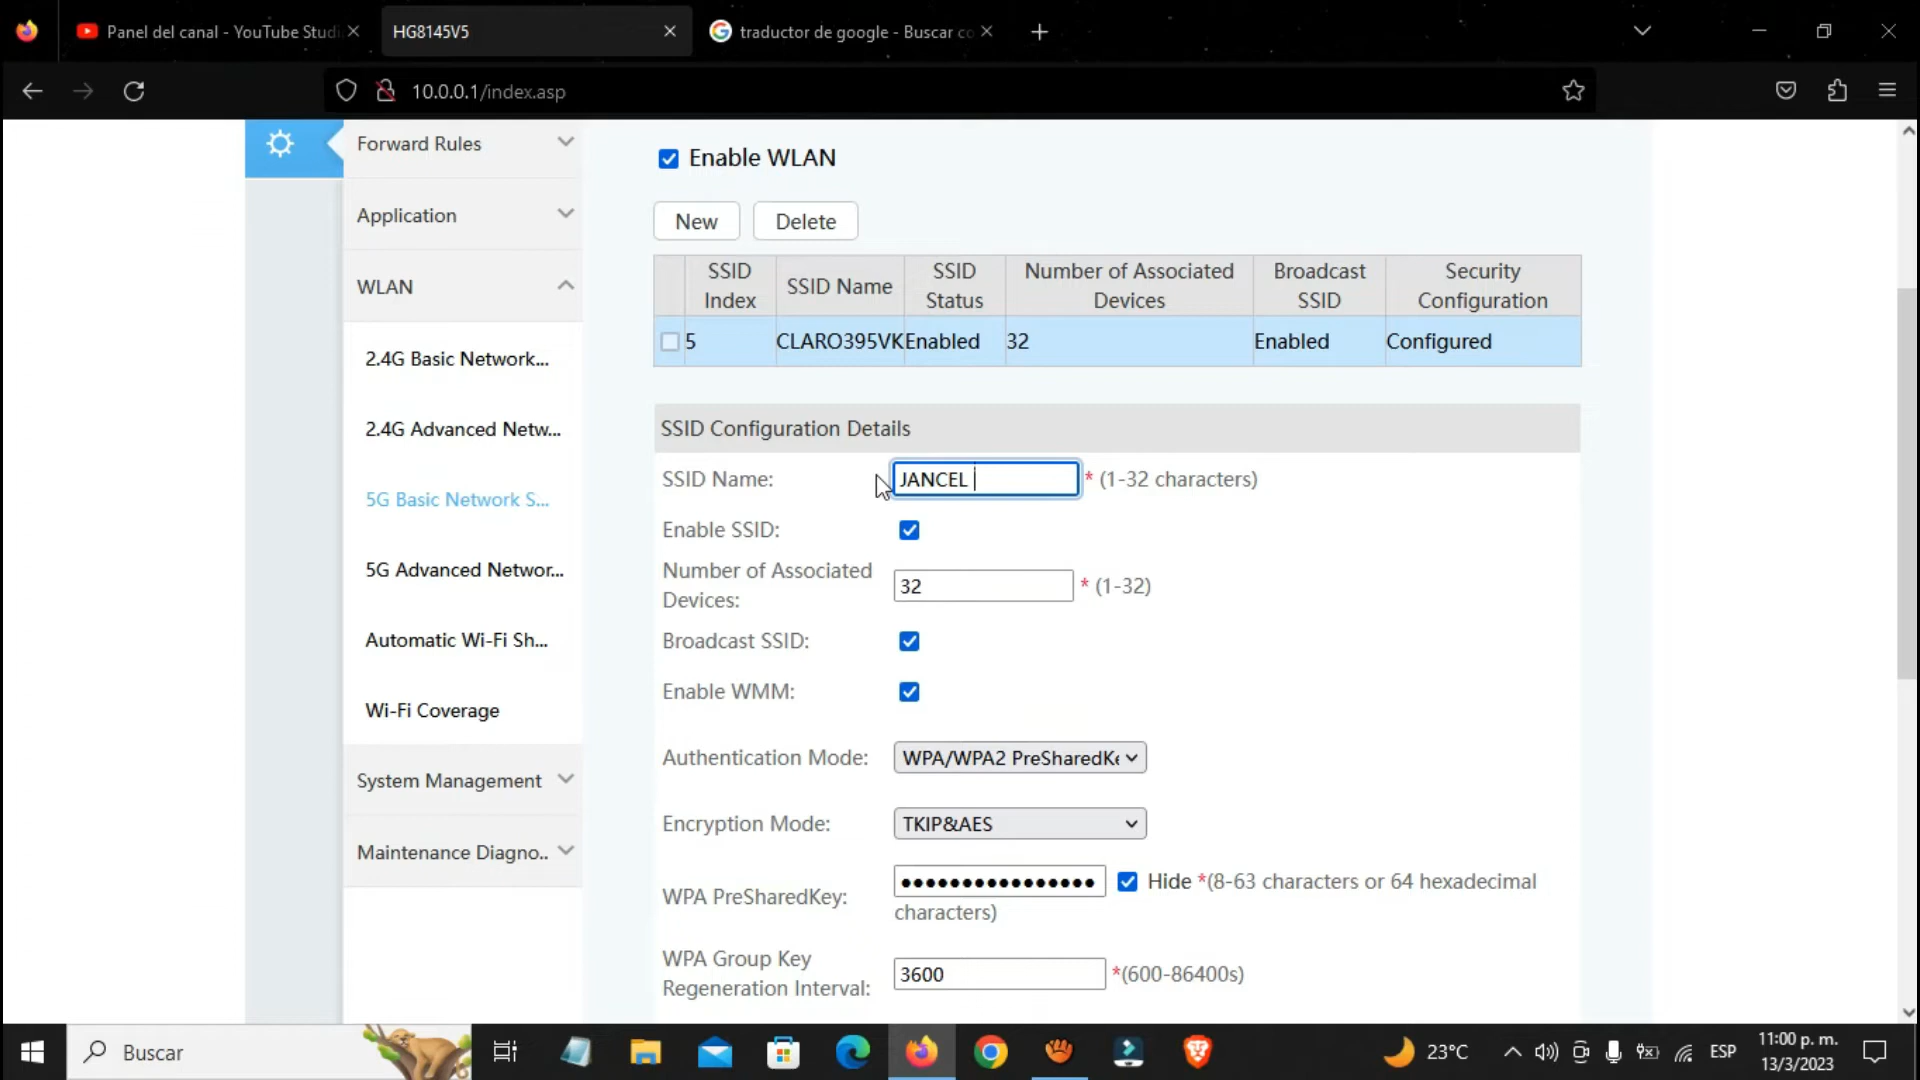 Panel del canal - YouTube Studi
HG8145V5
traductor de google - Buscar co
10.0.0.1/index.asp
Forward Rules
Application
WLAN
2.4G Basic Network...
2.4G Advanced Netw...
5G Basic Network S...
5G Advanced Networ...
Automatic Wi-Fi Sh...
Wi-Fi Coverage
System Management
Maintenance Diagno..
Enable WLAN
New Delete
SSID Index SSID Name SSID Status Number of Associated Devices Broadcast SSID Security Configuration
5 CLARO395VK Enabled 32 Enabled Configured
SSID Configuration Details
SSID Name: JANCEL * (1-32 characters)
Enable SSID:
Number of Associated Devices: 32 * (1-32)
Broadcast SSID:
Enable WMM:
Authentication Mode: WPA/WPA2 PreSharedKe
Encryption Mode: TKIP&AES
WPA PreSharedKey: •••••••••••••••• Hide *(8-63 characters or 64 hexadecimal characters)
WPA Group Key Regeneration Interval: 3600 *(600-86400s)
Buscar
23°C
ESP
11:00 p. m.
13/3/2023